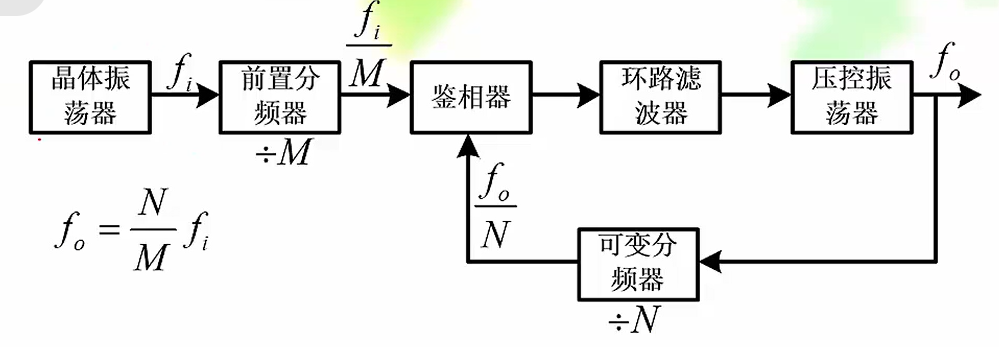 晶体振
荡器
f_i
前置分
频器
÷M
f_i/M
鉴相器
环路滤
波器
压控振
荡器
f_o
f_o = N/M f_i
f_o/N
可变分
频器
÷N